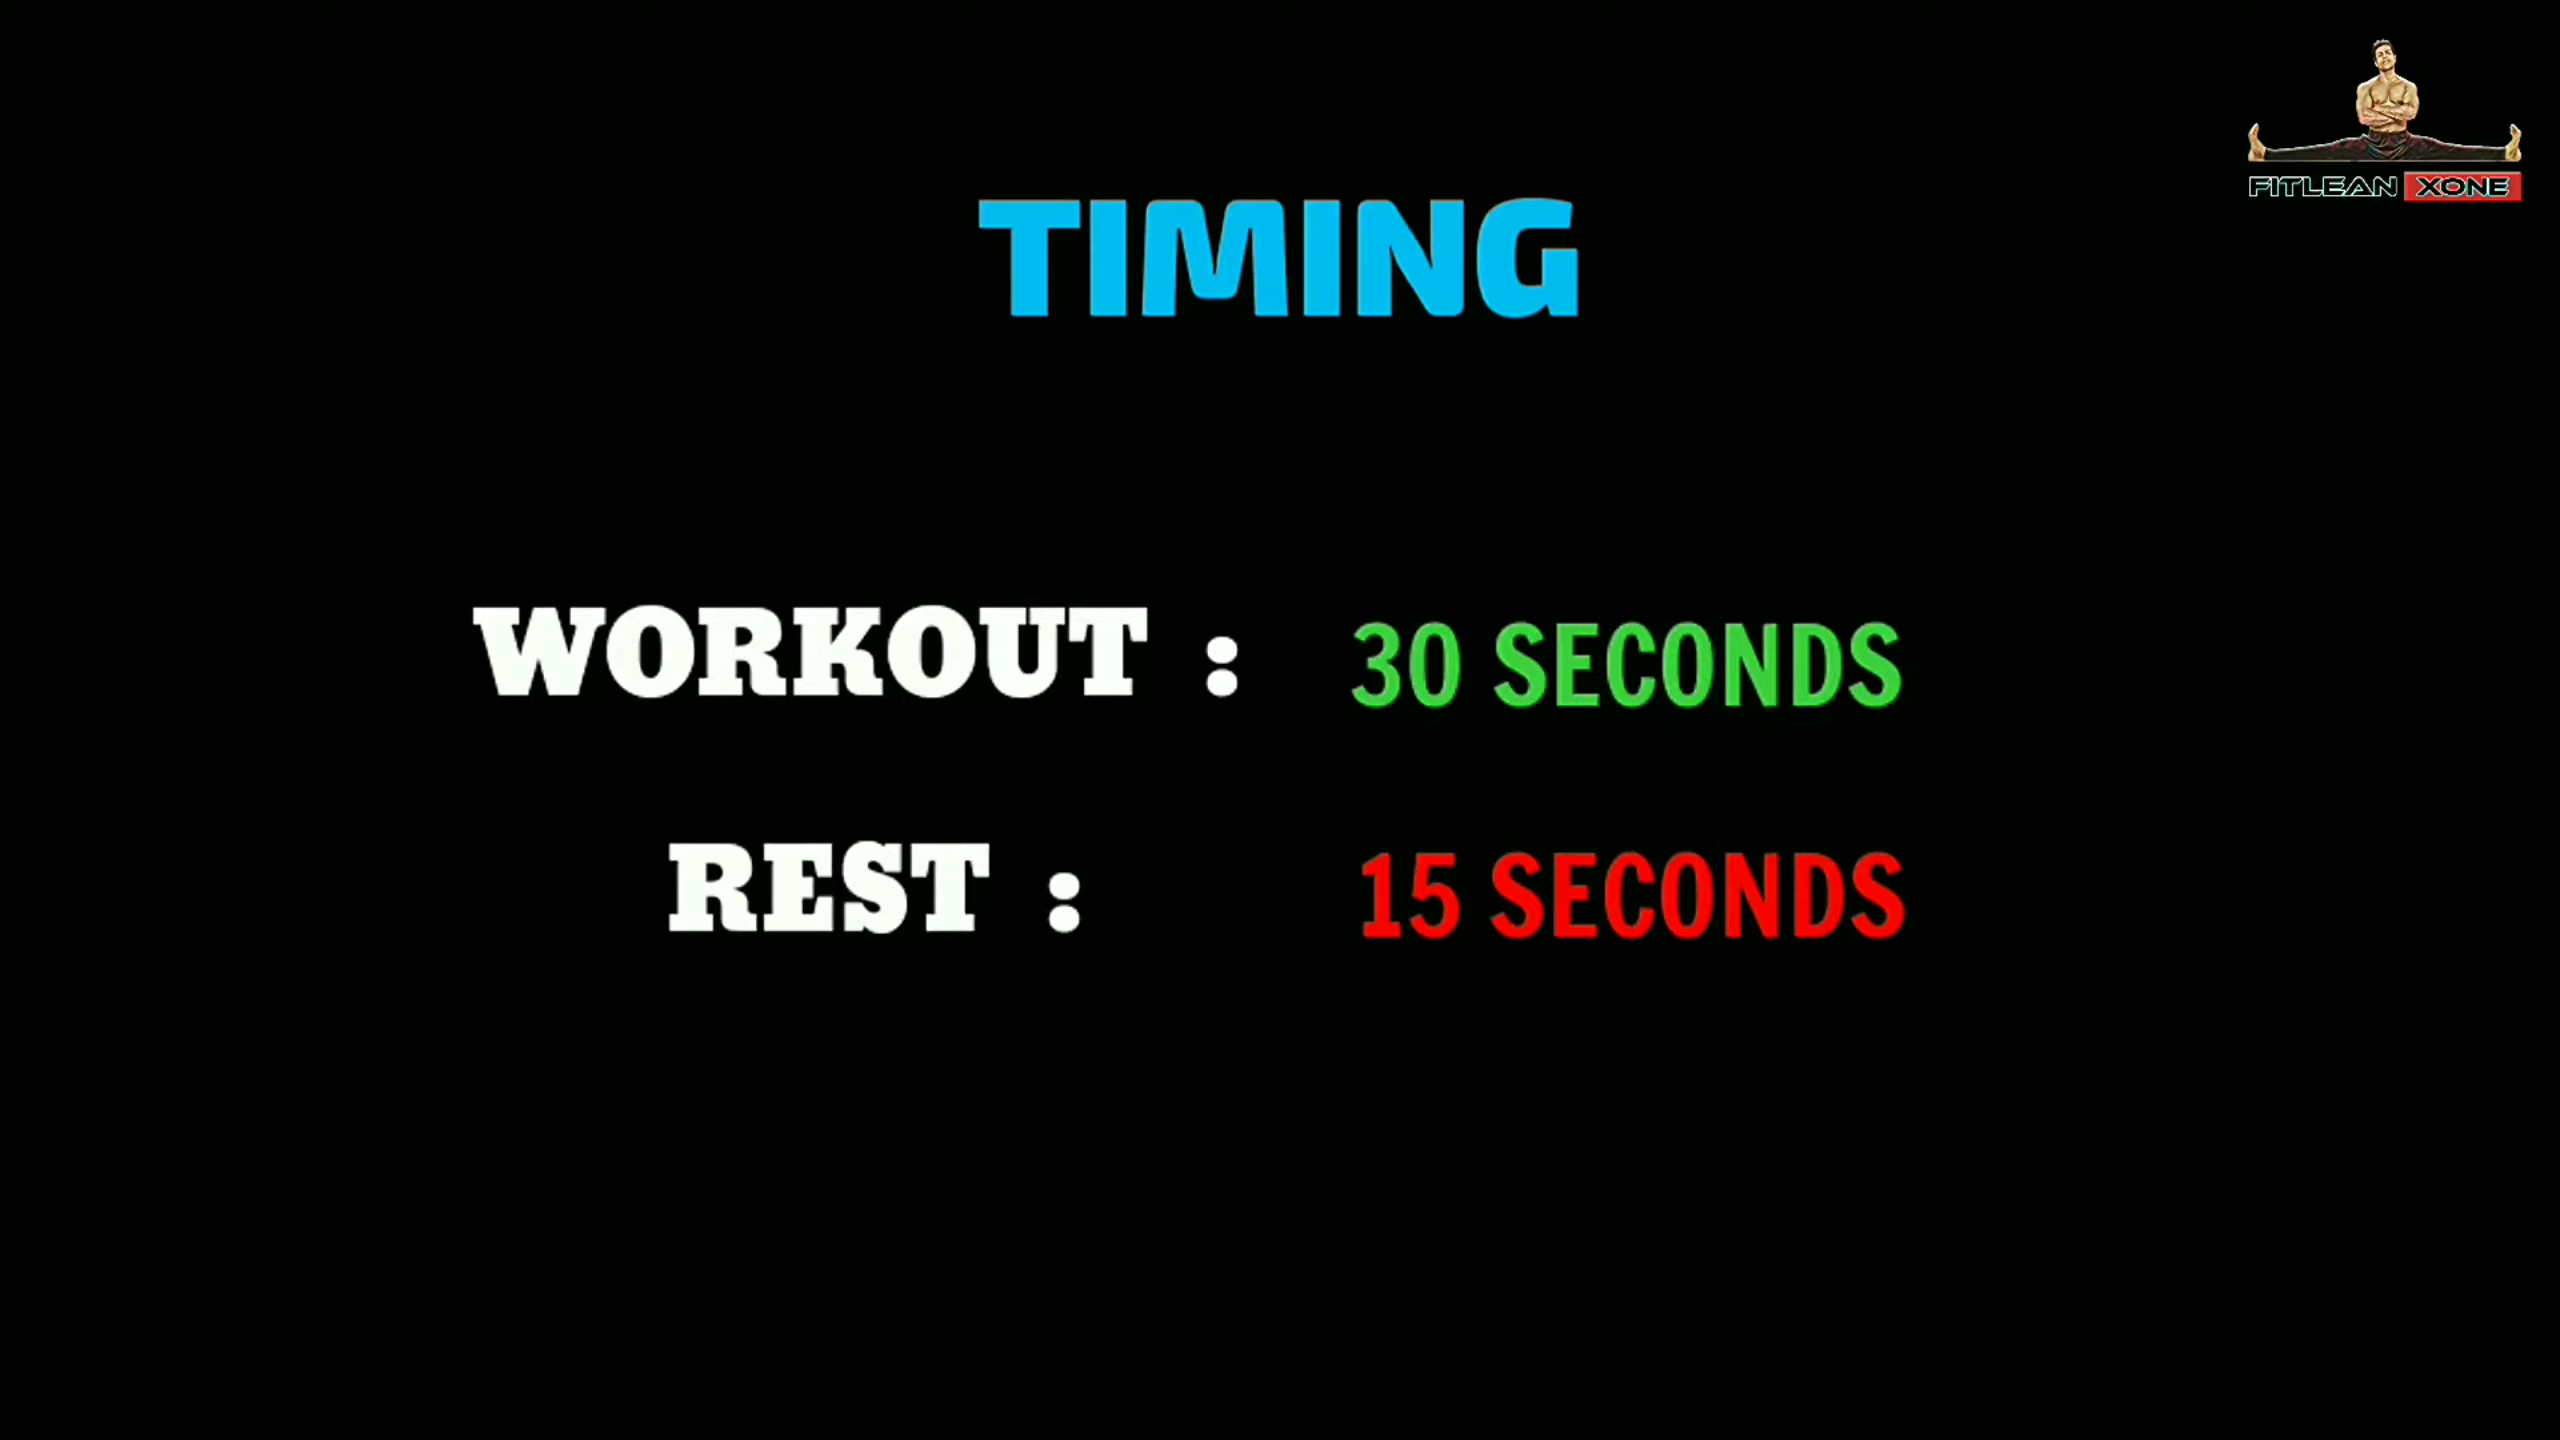 FITLEAN XONE
TIMING
WORKOUT : 30 SECONDS
REST : 15 SECONDS